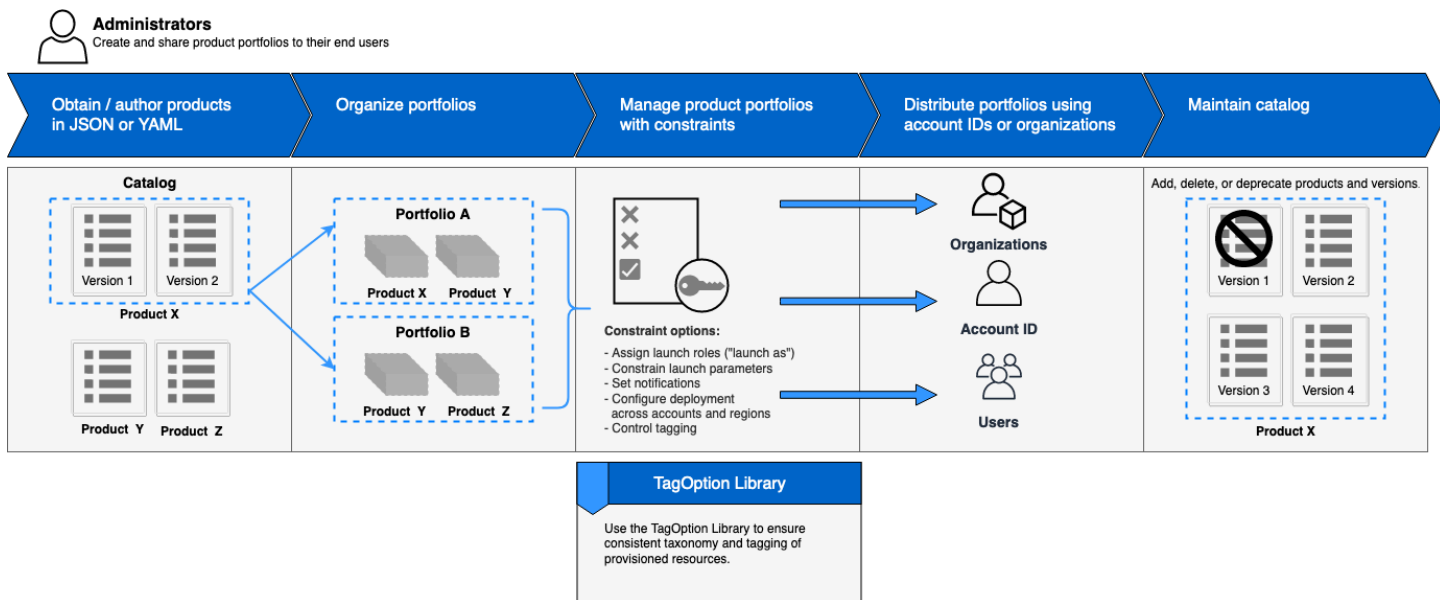 Administrators
Create and share product portfolios to their end users
Obtain / author products
in JSON or YAML
Organize portfolios
Manage product portfolios
with constraints
Distribute portfolios using
account IDs or organizations
Maintain catalog
Catalog
Version 1
Version 2
Product X
Product Y
Product Z
Portfolio A
Product X
Product Y
Portfolio B
Product Y
Product Z
Constraint options:
- Assign launch roles ("launch as")
- Constrain launch parameters
- Set notifications
- Configure deployment
across accounts and regions
- Control tagging
Organizations
Account ID
Users
Add, delete, or deprecate products and versions.
Version 1
Version 2
Version 3
Version 4
Product X
TagOption Library
Use the TagOption Library to ensure
consistent taxonomy and tagging of
provisioned resources.